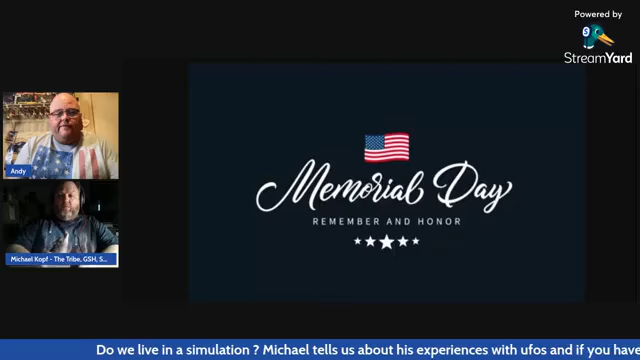 Powered by
S
StreamYard
Andy
Michael Kopf - The Tribe, GSH, S...
Memorial Day
REMEMBER AND HONOR
Do we live in a simulation ? Michael tells us about his experiences with ufos and if you have